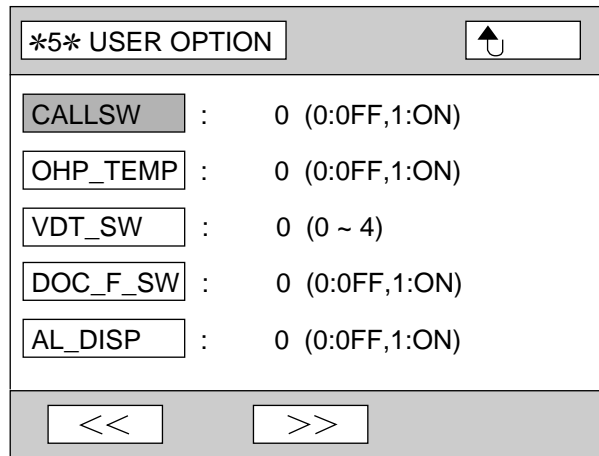 *5* USER OPTION
CALLSW : 0 (0:0FF,1:ON)
OHP_TEMP : 0 (0:0FF,1:ON)
VDT_SW : 0 (0 ~ 4)
DOC_F_SW : 0 (0:0FF,1:ON)
AL_DISP : 0 (0:0FF,1:ON)
<< >>